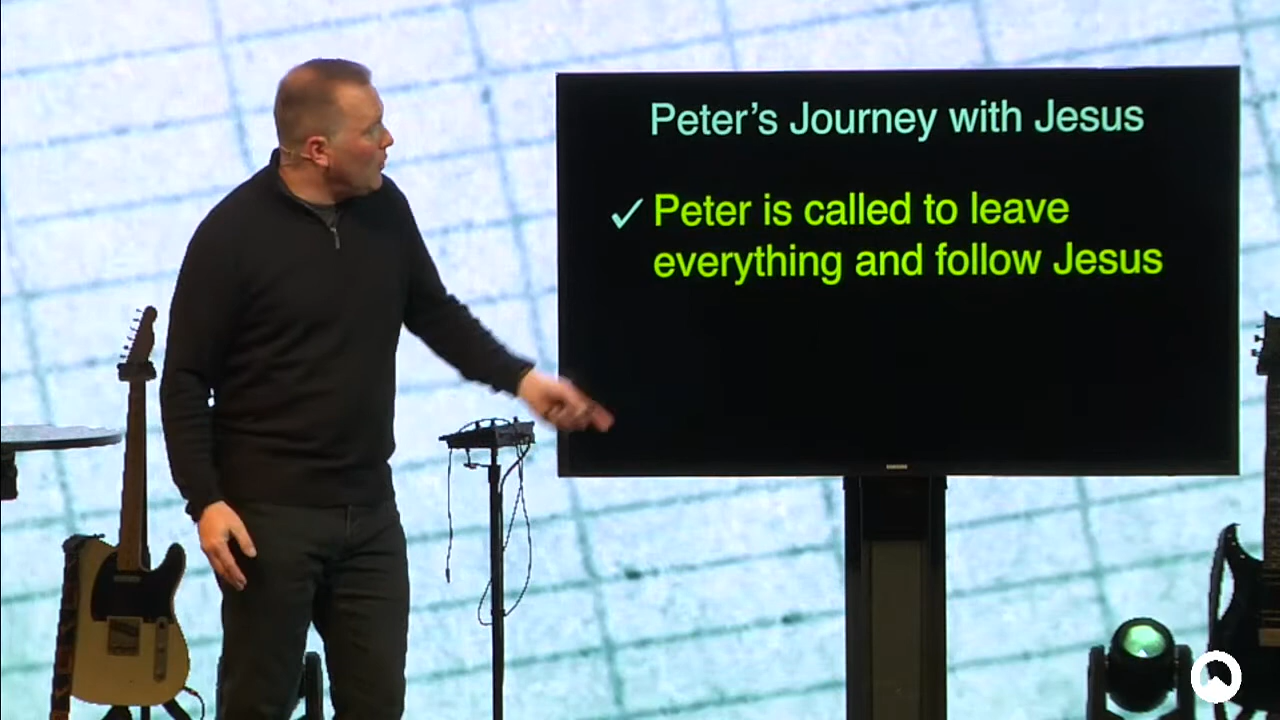 Peter's Journey with Jesus
✓ Peter is called to leave
everything and follow Jesus